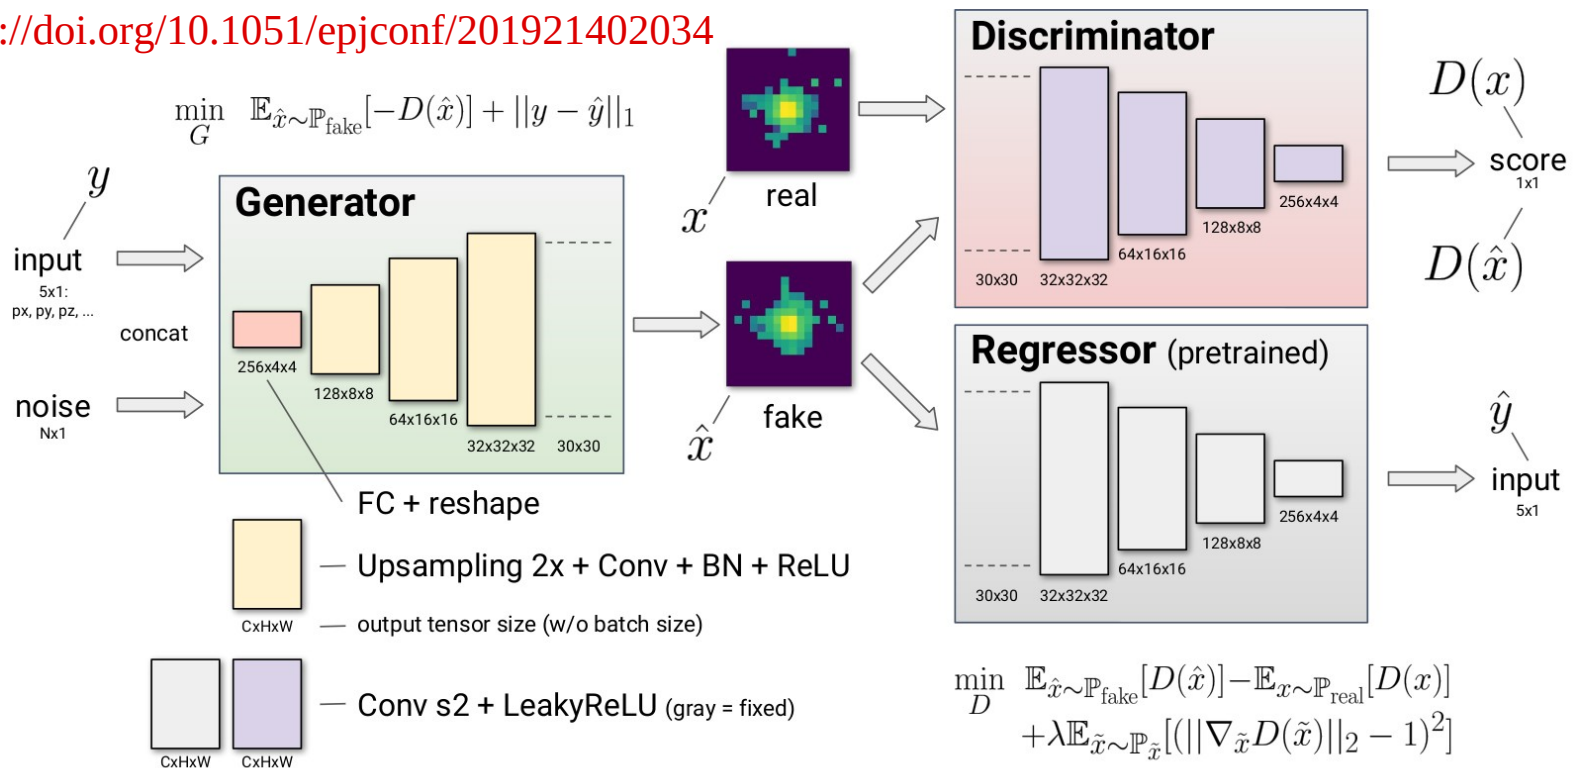 ://doi.org/10.1051/epjconf/201921402034
min_G 𝔼_{x̂∼ℙ_fake}[−D(x̂)] + ||y − ŷ||_1
y
input
5x1:
px, py, pz, ...
concat
noise
Nx1
Generator
256x4x4
128x8x8
64x16x16
32x32x32
30x30
FC + reshape
Upsampling 2x + Conv + BN + ReLU
CxHxW
output tensor size (w/o batch size)
Conv s2 + LeakyReLU (gray = fixed)
CxHxW
CxHxW
x
real
x̂
fake
Discriminator
30x30
32x32x32
64x16x16
128x8x8
256x4x4
D(x)
score
1x1
D(x̂)
Regressor (pretrained)
30x30
32x32x32
64x16x16
128x8x8
256x4x4
ŷ
input
5x1
min_D 𝔼_{x̂∼ℙ_fake}[D(x̂)]−𝔼_{x∼ℙ_real}[D(x)]
+λ𝔼_{x̃∼ℙ_x̃}[(||∇_x̃ D(x̃)||_2 − 1)^2]